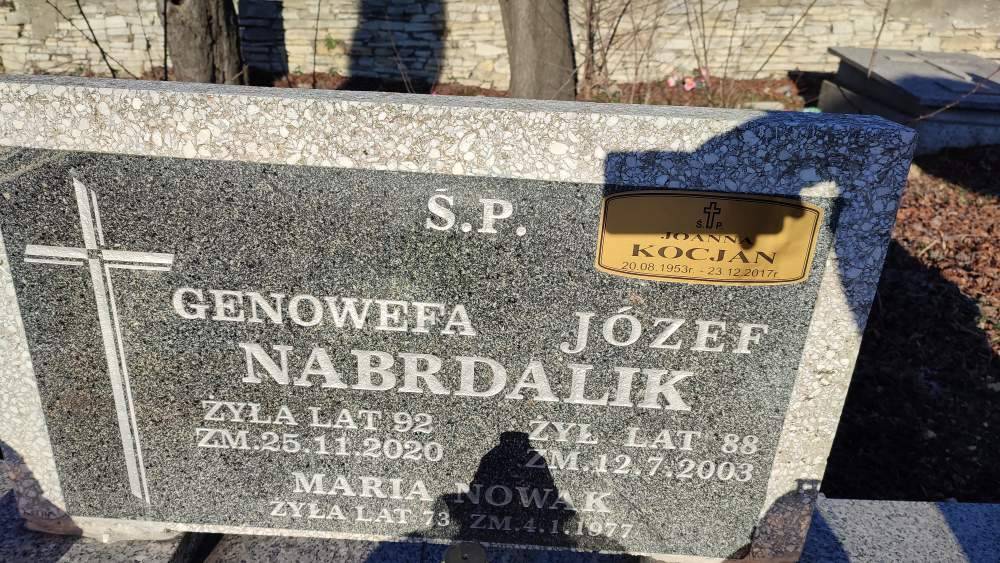 Ś.P.
Ś. P.
JOANNA
KOCJAN
20.08.1953r. - 23.12.2017r
GENOWEFA JÓZEF
NABRDALIK
ŻYŁA LAT 92 ŻYŁ LAT 88
ZM.25.11.2020 ZM.12.7.2003
MARIA NOWAK
ŻYŁA LAT 73 ZM.4.1.1977